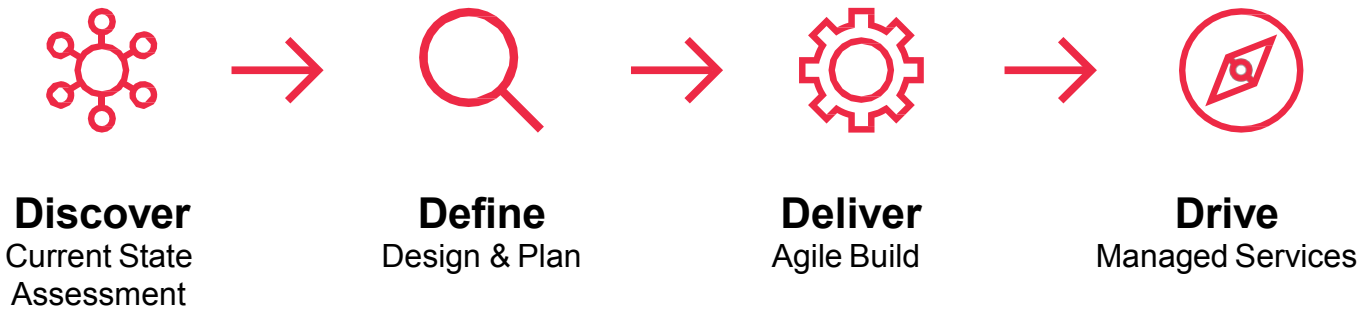 Discover
Current State
Assessment
Define
Design & Plan
Deliver
Agile Build
Drive
Managed Services